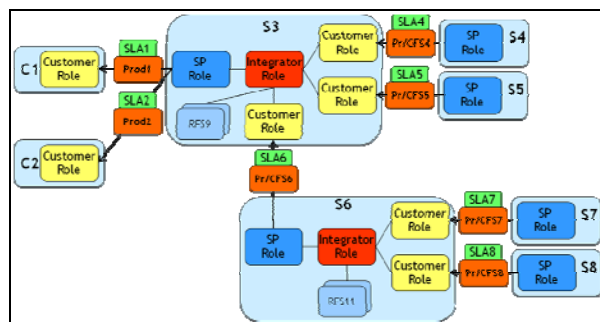 S3
SLA4
S4
Customer
Role
Pr/CFS4
SP
Role
SLA1
C1
Customer
Role
Prod1
SP
Role
Integrator
Role
SLA5
S5
Customer
Role
Pr/CFS5
SP
Role
SLA2
Prod2
RFS9
Customer
Role
C2
Customer
Role
SLA6
Pr/CFS6
S6
SLA7
S7
Customer
Role
Pr/CFS7
SP
Role
SP
Role
Integrator
Role
SLA8
S8
Customer
Role
Pr/CFS8
SP
Role
RFS11